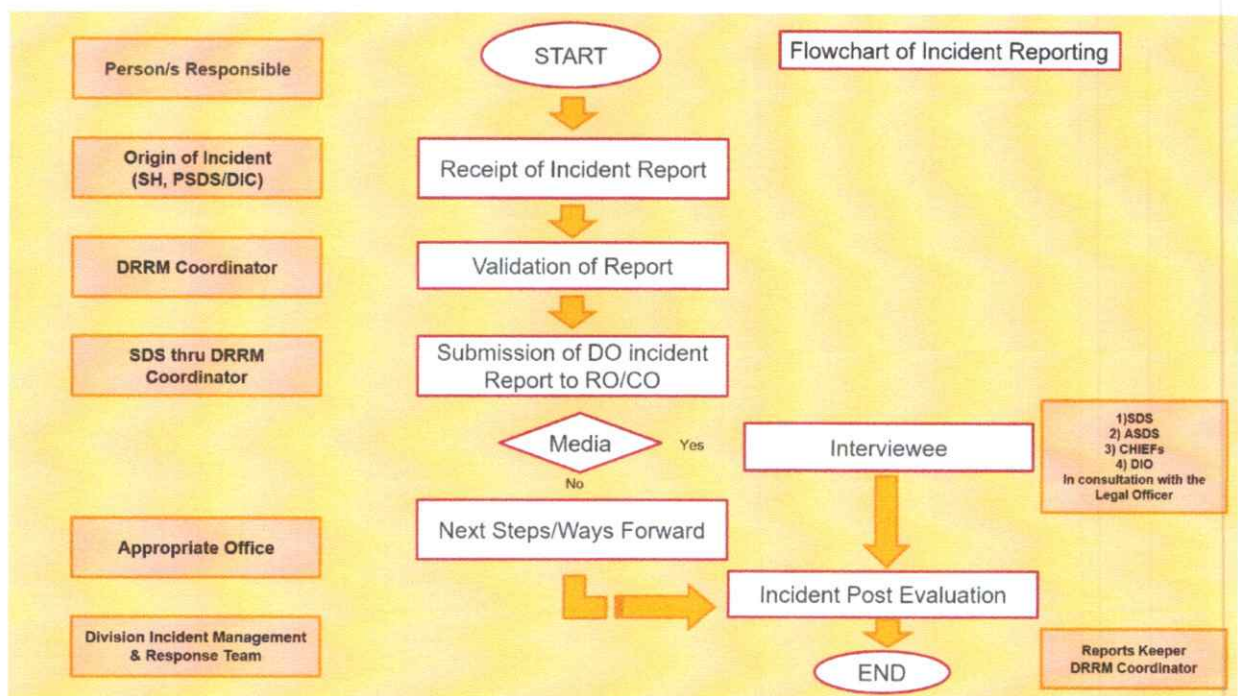 START
Flowchart of Incident Reporting
Person/s Responsible
Origin of Incident
(SH, PSDS/DIC)
Receipt of Incident Report
DRRM Coordinator
Validation of Report
SDS thru DRRM
Coordinator
Submission of DO incident
Report to RO/CO
Media
Yes
Interviewee
1)SDS
2) ASDS
3) CHIEFs
4) DIO
In consultation with the
Legal Officer
No
Next Steps/Ways Forward
Appropriate Office
Incident Post Evaluation
Division Incident Management
& Response Team
END
Reports Keeper
DRRM Coordinator